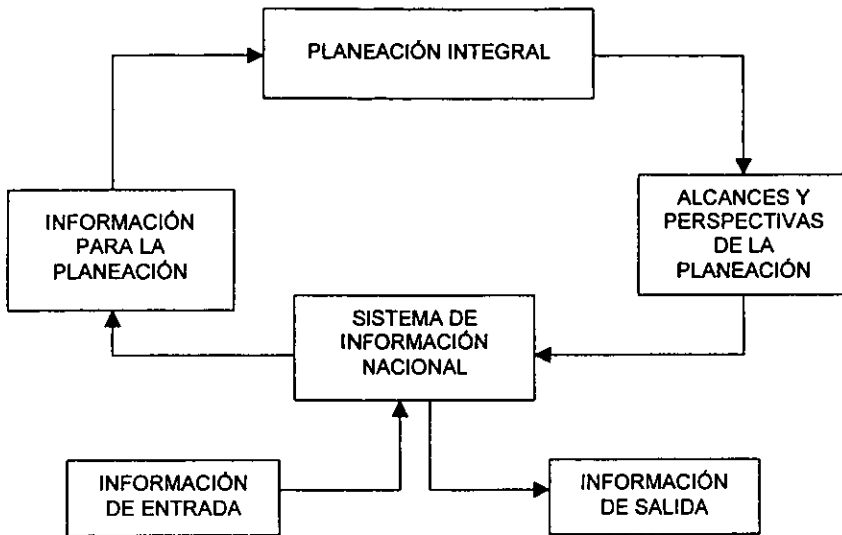 PLANEACIÓN INTEGRAL
INFORMACIÓN
PARA LA
PLANEACIÓN
ALCANCES Y
PERSPECTIVAS
DE LA
PLANEACIÓN
SISTEMA DE
INFORMACIÓN
NACIONAL
INFORMACIÓN
DE ENTRADA
INFORMACIÓN
DE SALIDA